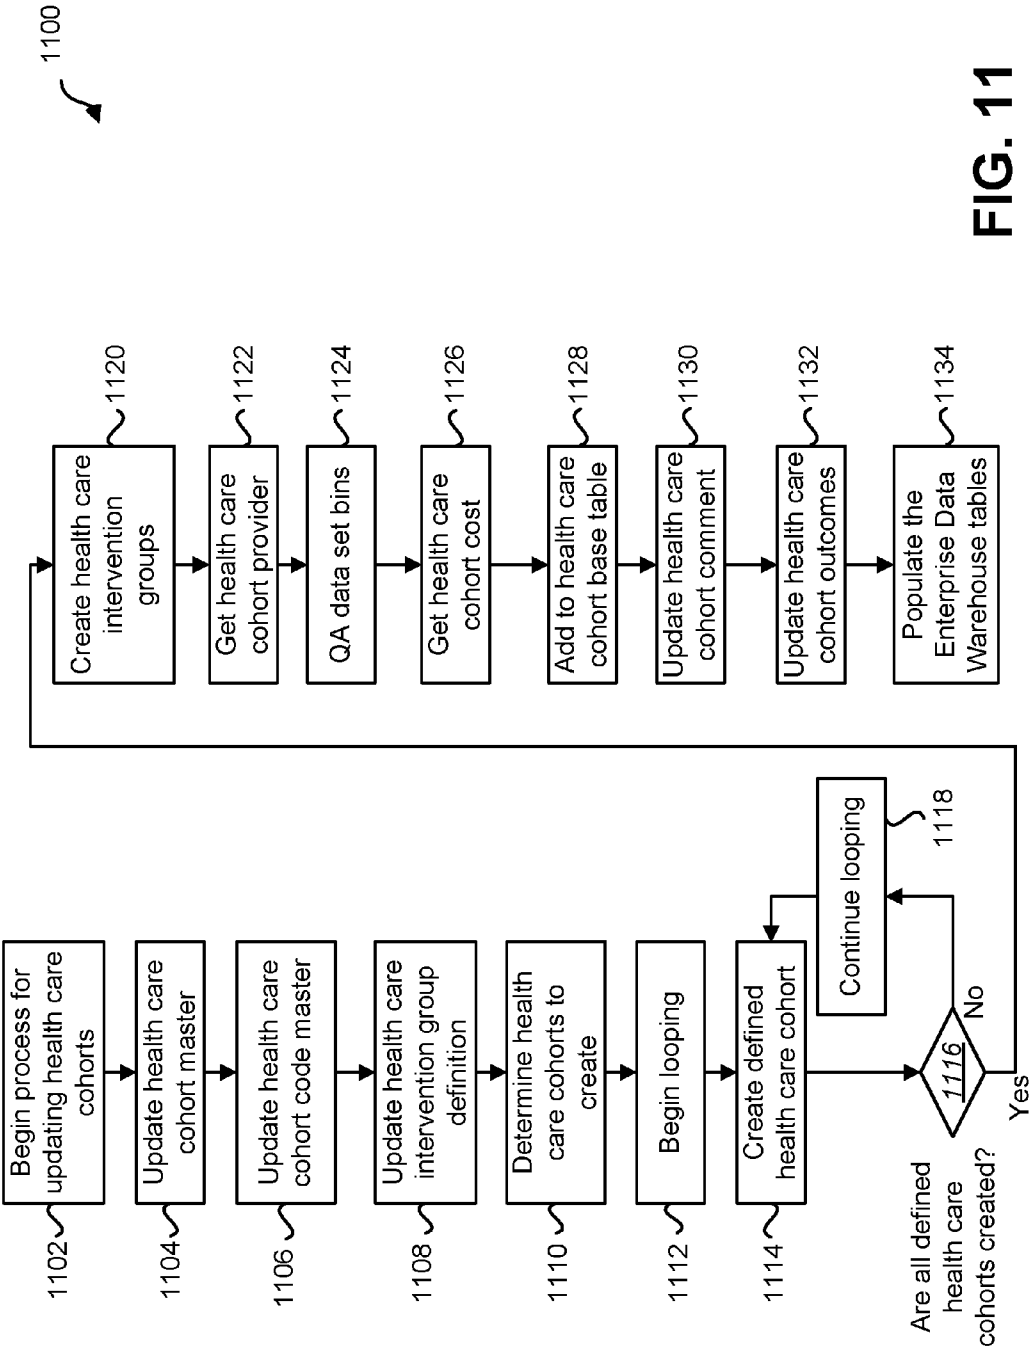 1100
1102
Begin process for
updating health care
cohorts
1104
Update health care
cohort master
1106
Update health care
cohort code master
1108
Update health care
intervention group
definition
1110
Determine health
care cohorts to
create
1112
Begin looping
1114
Create defined
health care cohort
Are all defined
health care
cohorts created?
1116
No
Yes
Continue looping
1118
Create health care
intervention
groups
1120
Get health care
cohort provider
1122
QA data set bins
1124
Get health care
cohort cost
1126
Add to health care
cohort base table
1128
Update health care
cohort comment
1130
Update health care
cohort outcomes
1132
Populate the
Enterprise Data
Warehouse tables
1134
FIG. 11